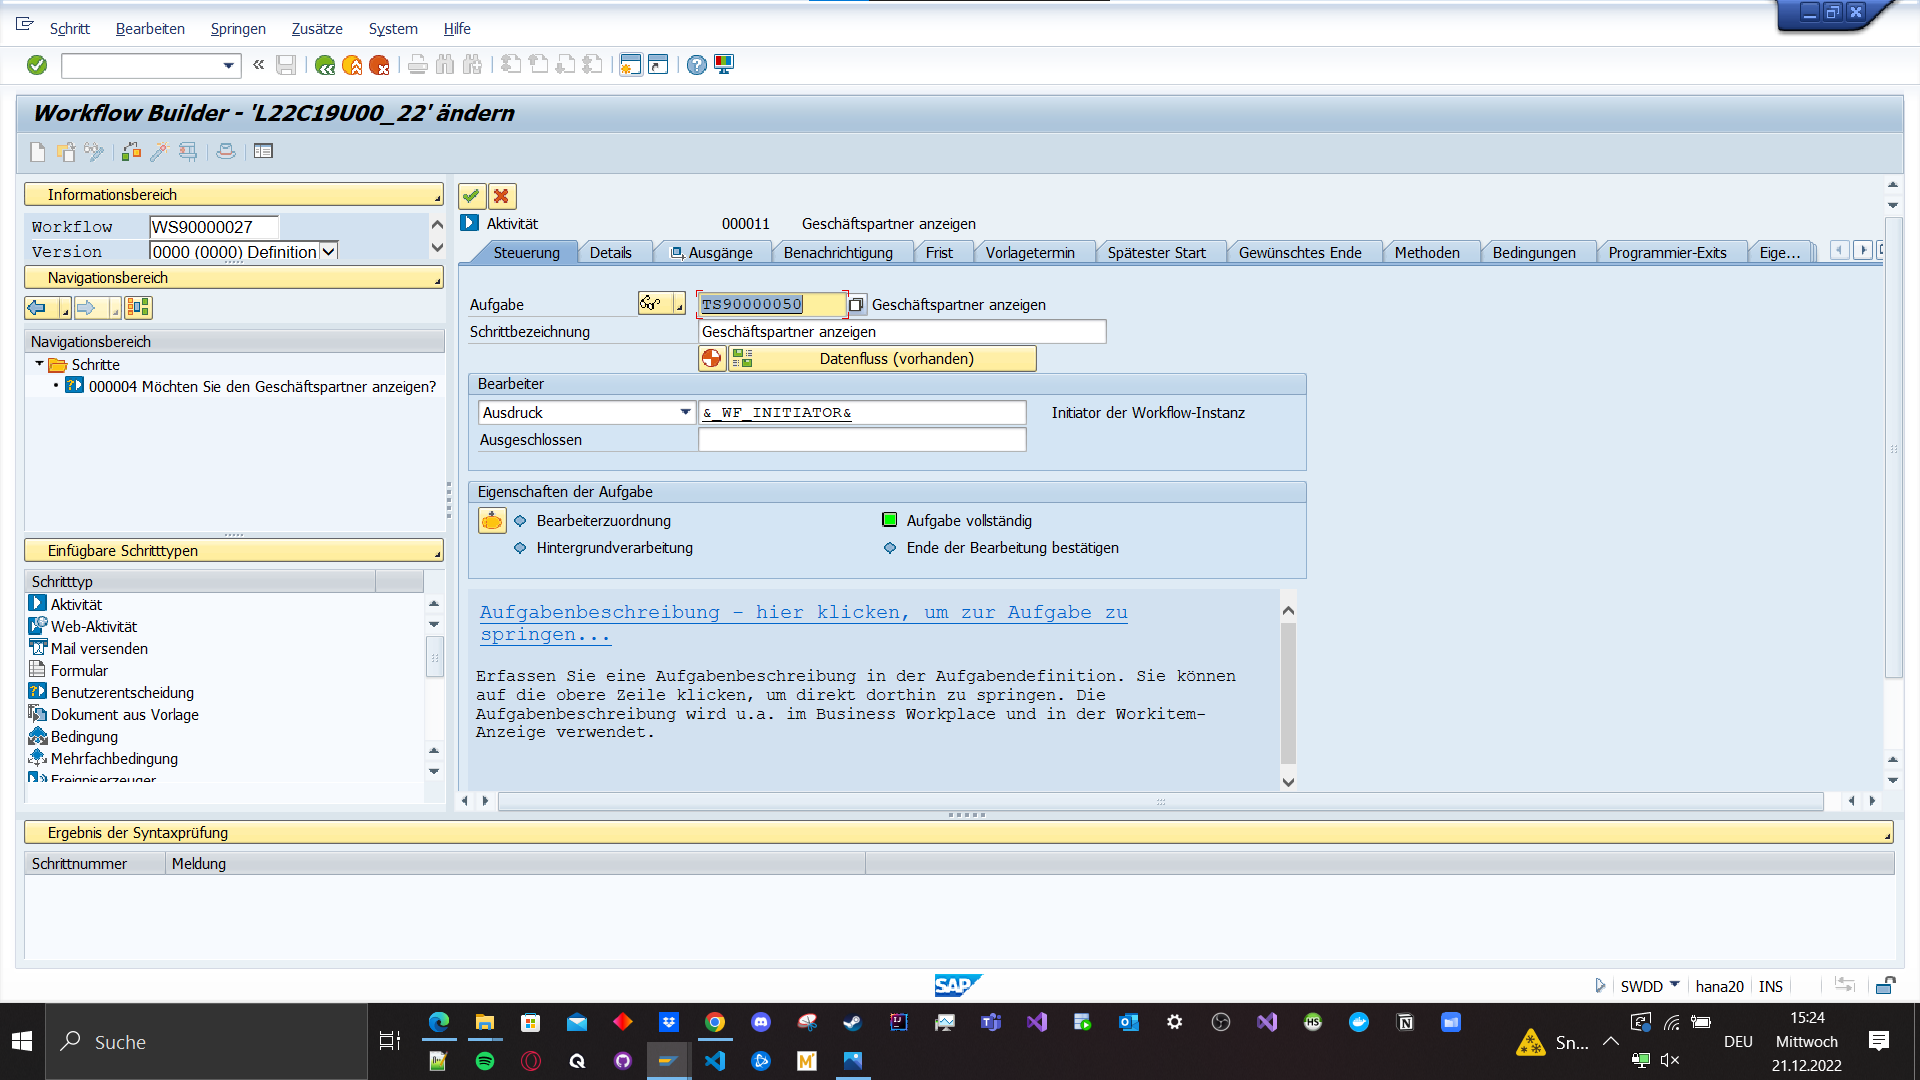 Schritt Bearbeiten Springen Zusätze System Hilfe
Workflow Builder - 'L22C19U00_22' ändern
Informationsbereich
Workflow WS90000027
Version 0000 (0000) Definition
Navigationsbereich
Navigationsbereich
Schritte
000004 Möchten Sie den Geschäftspartner anzeigen?
Einfügbare Schritttypen
Schritttyp
Aktivität
Web-Aktivität
Mail versenden
Formular
Benutzerentscheidung
Dokument aus Vorlage
Bedingung
Mehrfachbedingung
Ereigniserzeuger
Aktivität 000011 Geschäftspartner anzeigen
Steuerung Details Ausgänge Benachrichtigung Frist Vorlagetermin Spätester Start Gewünschtes Ende Methoden Bedingungen Programmier-Exits Eige...
Aufgabe TS90000050 Geschäftspartner anzeigen
Schrittbezeichnung Geschäftspartner anzeigen
Datenfluss (vorhanden)
Bearbeiter
Ausdruck &_WF_INITIATOR& Initiator der Workflow-Instanz
Ausgeschlossen
Eigenschaften der Aufgabe
Bearbeiterzuordnung Aufgabe vollständig
Hintergrundverarbeitung Ende der Bearbeitung bestätigen
Aufgabenbeschreibung - hier klicken, um zur Aufgabe zu
springen...
Erfassen Sie eine Aufgabenbeschreibung in der Aufgabendefinition. Sie können
auf die obere Zeile klicken, um direkt dorthin zu springen. Die
Aufgabenbeschreibung wird u.a. im Business Workplace und in der Workitem-
Anzeige verwendet.
Ergebnis der Syntaxprüfung
Schrittnummer Meldung
SAP
SWDD hana20 INS
Suche
Sn...
DEU
15:24
Mittwoch
21.12.2022